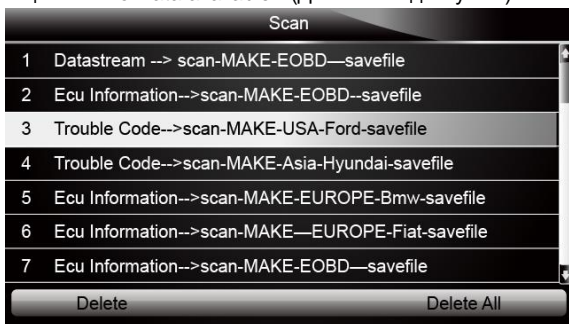 Scan
1 Datastream --> scan-MAKE-EOBD—savefile
2 Ecu Information-->scan-MAKE-EOBD--savefile
3 Trouble Code-->scan-MAKE-USA-Ford-savefile
4 Trouble Code-->scan-MAKE-Asia-Hyundai-savefile
5 Ecu Information-->scan-MAKE-EUROPE-Bmw-savefile
6 Ecu Information-->scan-MAKE—EUROPE-Fiat-savefile
7 Ecu Information-->scan-MAKE-EOBD—savefile
Delete Delete All